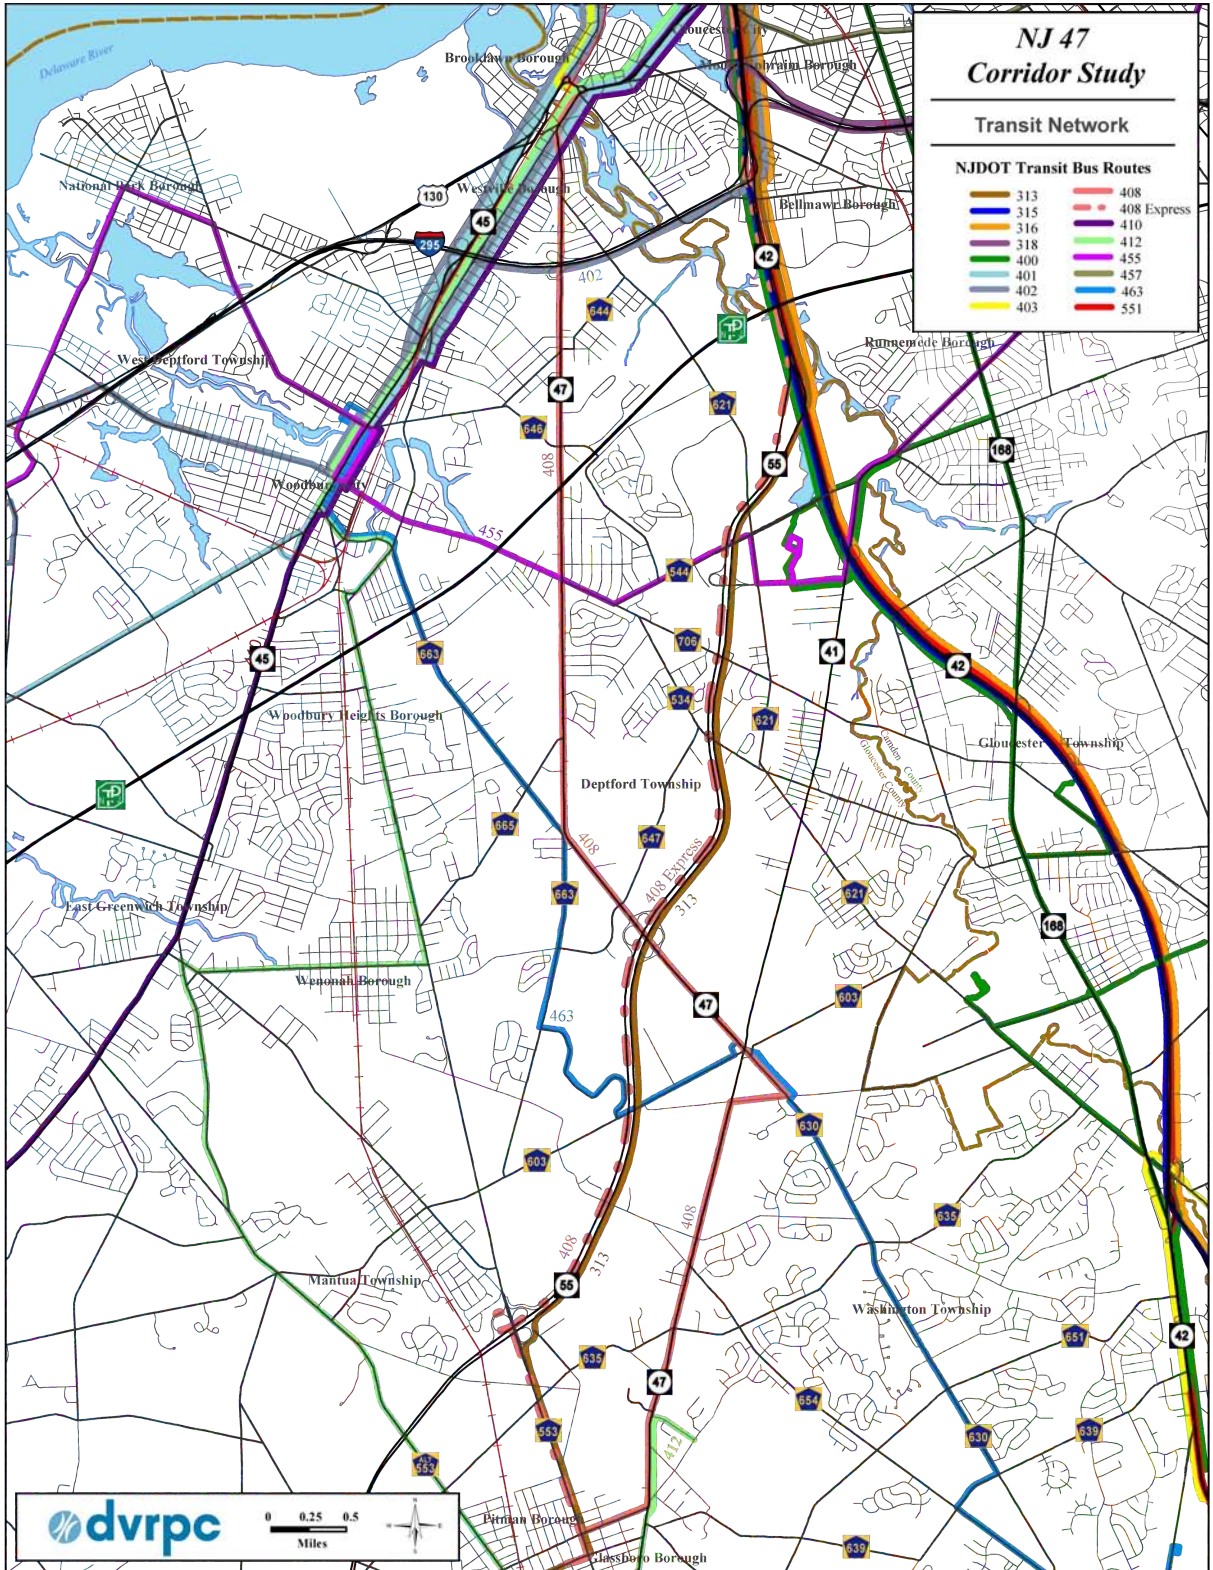 NJ 47
Corridor Study
Transit Network
NJDOT Transit Bus Routes
313
315
316
318
400
401
402
403
408
408 Express
410
412
455
457
463
551
Delaware River
Brooklawn Borough
Gloucester City
Mount Ephraim Borough
National Park Borough
130
Westville Borough
Bellmawr Borough
45
295
42
402
644
TP
Runnemede Borough
West Deptford Township
47
621
646
408
168
55
Woodbury City
455
544
706
41
663
45
42
534
621
Woodbury Heights Borough
Camden County
Gloucester County
Gloucester Township
Deptford Township
TP
665
647
408
408 Express
313
663
621
East Greenwich Township
168
Wenonah Borough
603
47
463
630
603
408
635
408
313
Mantua Township
55
Washington Township
651
42
635
47
654
553
412
630
639
ALT
553
dvrpc
0 0.25 0.5
Miles
N
Pitman Borough
Glassboro Borough
639